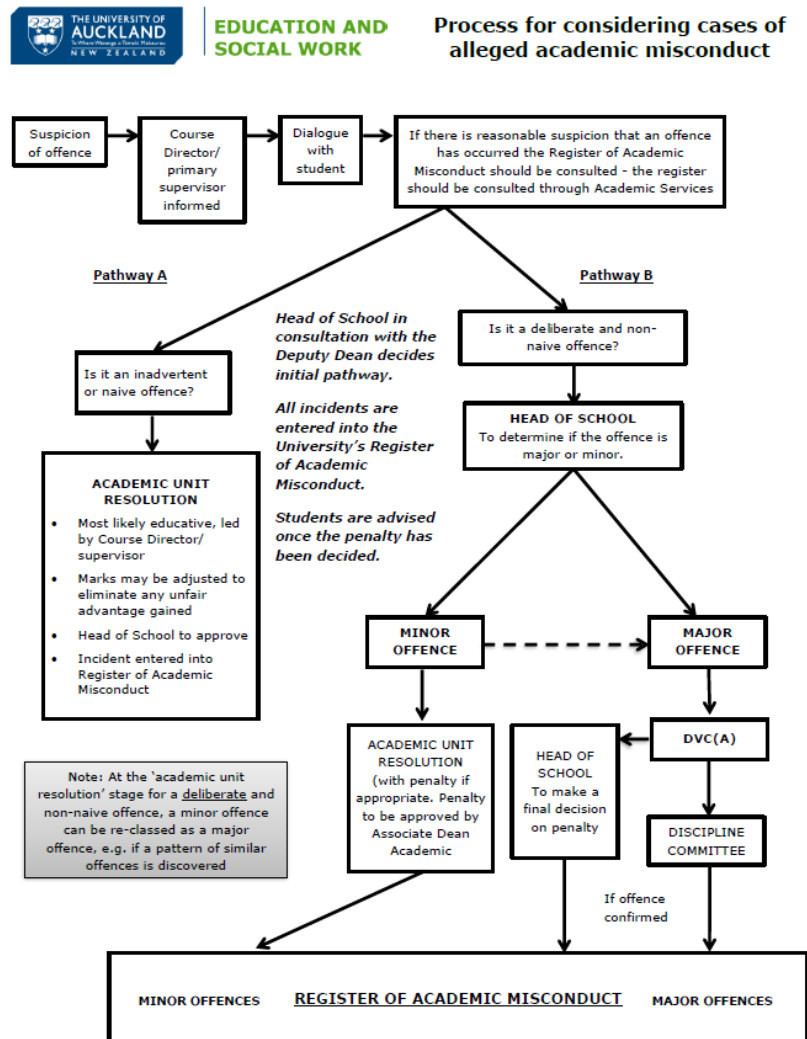 THE UNIVERSITY OF
AUCKLAND
Te Whare Wānanga o Tāmaki Makaurau
NEW ZEALAND
EDUCATION AND
SOCIAL WORK
Process for considering cases of
alleged academic misconduct
Suspicion
of offence
Course
Director/
primary
supervisor
informed
Dialogue
with
student
If there is reasonable suspicion that an offence
has occurred the Register of Academic
Misconduct should be consulted - the register
should be consulted through Academic Services
Pathway A
Pathway B
Is it an inadvertent
or naive offence?
Head of School in
consultation with the
Deputy Dean decides
initial pathway.
All incidents are
entered into the
University's Register
of Academic
Misconduct.
Students are advised
once the penalty has
been decided.
Is it a deliberate and non-
naive offence?
HEAD OF SCHOOL
To determine if the offence is
major or minor.
ACADEMIC UNIT
RESOLUTION
• Most likely educative, led
by Course Director/
supervisor
• Marks may be adjusted to
eliminate any unfair
advantage gained
• Head of School to approve
• Incident entered into
Register of Academic
Misconduct
MINOR
OFFENCE
MAJOR
OFFENCE
ACADEMIC UNIT
RESOLUTION
(with penalty if
appropriate. Penalty
to be approved by
Associate Dean
Academic
HEAD OF
SCHOOL
To make a
final decision
on penalty
DVC(A)
DISCIPLINE
COMMITTEE
Note: At the 'academic unit
resolution' stage for a deliberate and
non-naive offence, a minor offence
can be re-classed as a major
offence, e.g. if a pattern of similar
offences is discovered
If offence
confirmed
MINOR OFFENCES REGISTER OF ACADEMIC MISCONDUCT MAJOR OFFENCES